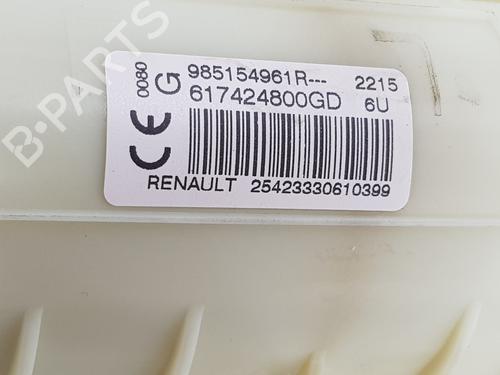 0080 G 985154961R--- 2215
CE 617424800GD 6U
RENAULT 25423330610399
B-PARTS